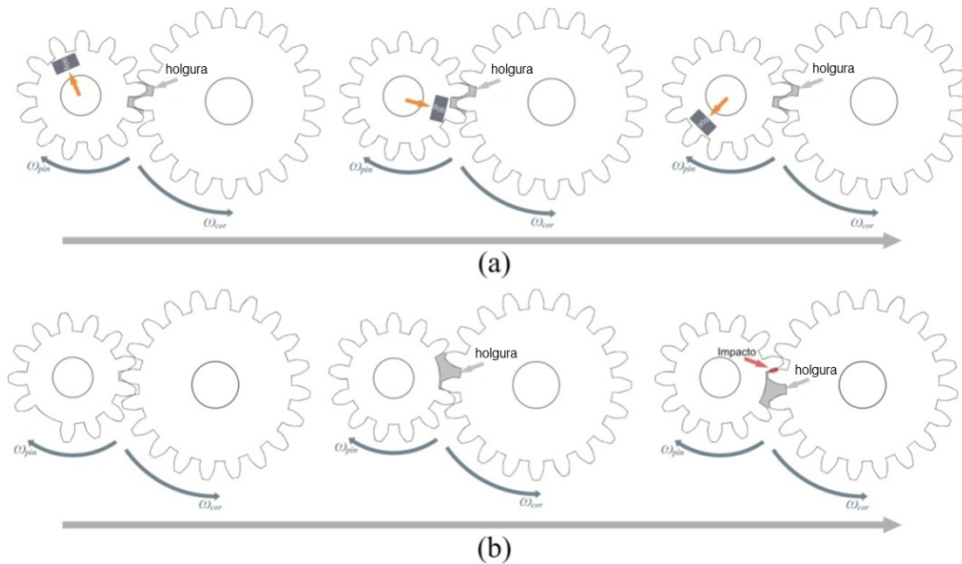 holgura
holgura
holgura
ωpin
ωcor
ωpin
ωcor
ωpin
ωcor
(a)
holgura
Impacto
holgura
ωpin
ωcor
ωpin
ωcor
ωpin
ωcor
(b)